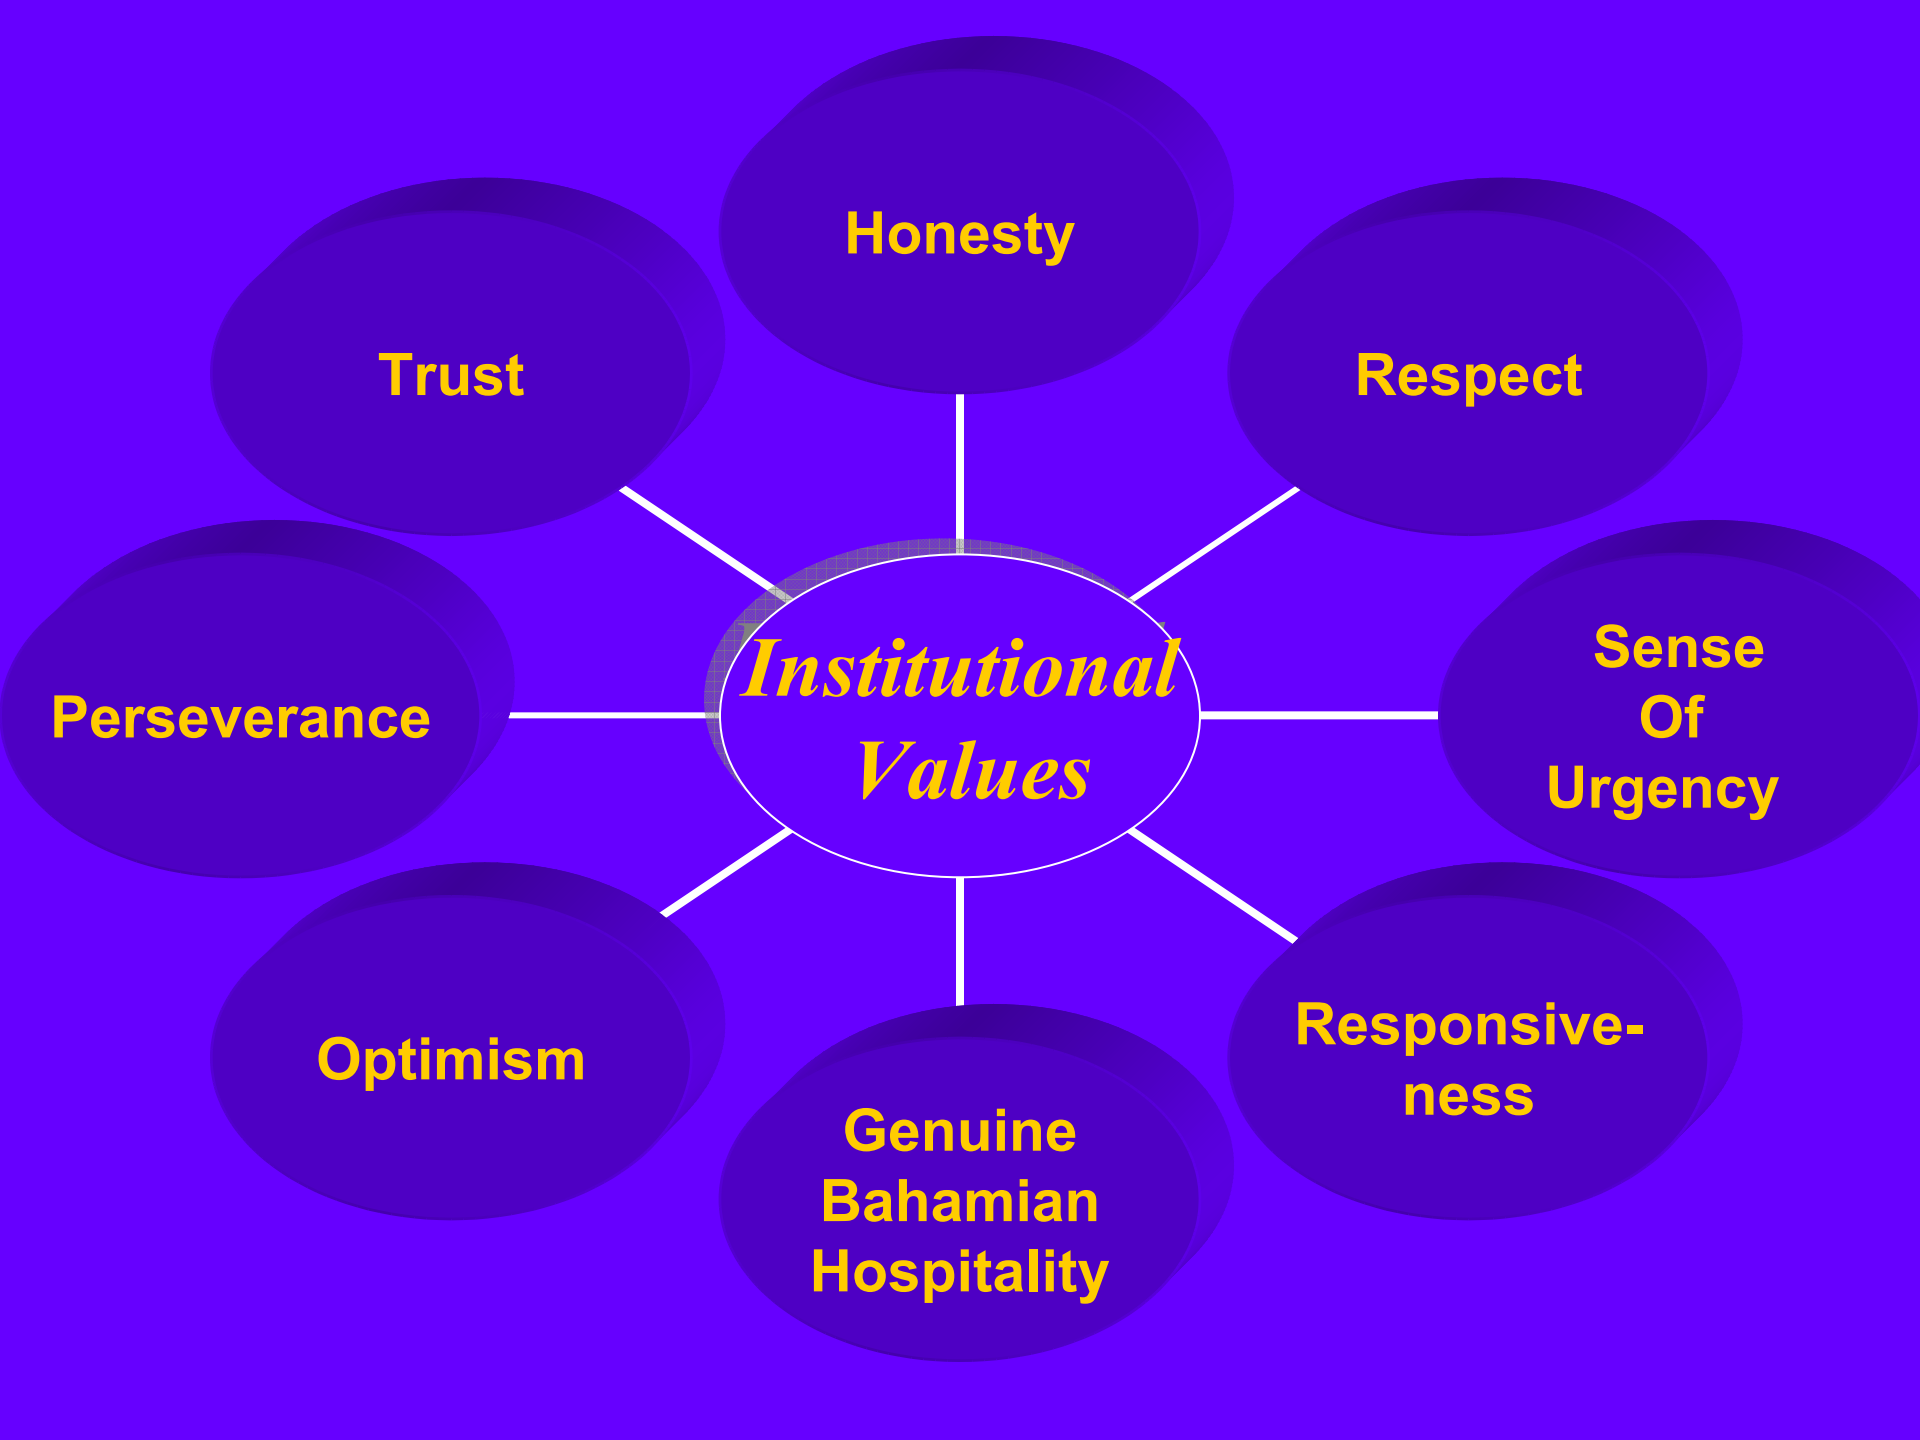 Honesty
Trust
Respect
Institutional
Values
Perseverance
Sense
Of
Urgency
Optimism
Responsive-
ness
Genuine
Bahamian
Hospitality